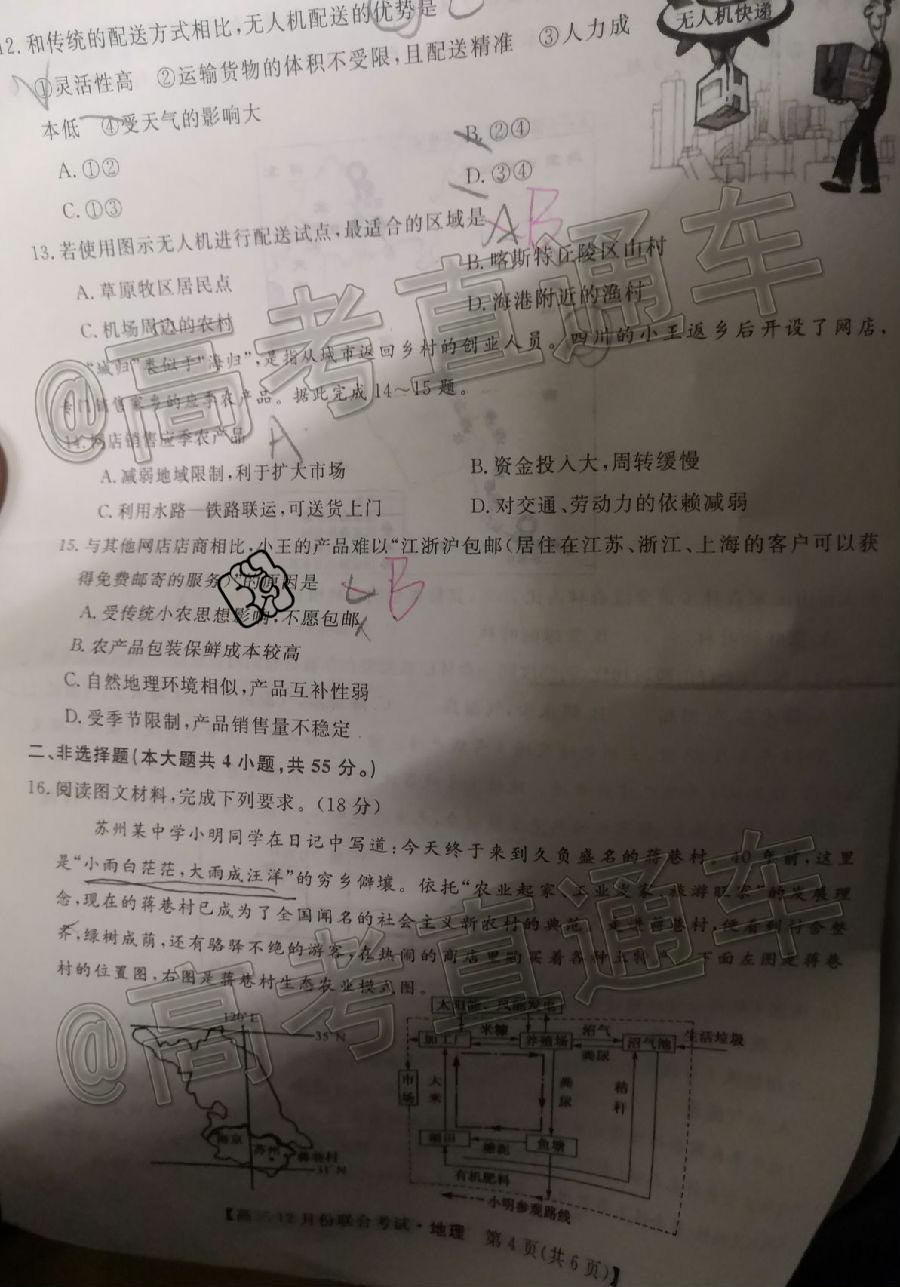 12.和传统的配送方式相比,无人机配送的优势是
无人机快递
①灵活性高 ②运输货物的体积不受限,且配送精准 ③人力成
本低 ④受天气的影响大
A.①② B.②④
C.①③ D.③④
13.若使用图示无人机进行配送试点,最适合的区域是 A B
A.草原牧区居民点 B.喀斯特丘陵区山村
C.机场周边的农村 D.海港附近的渔村
“城归”类似于“海归”,是指从城市返回乡村的创业人员。四川的小王返乡后开设了网店,
专门销售家乡的应季农产品。据此完成14~15题。
14.网店销售应季农产品 A
A.减弱地域限制,利于扩大市场 B.资金投入大,周转缓慢
C.利用水路—铁路联运,可送货上门 D.对交通、劳动力的依赖减弱
15.与其他网店店商相比,小王的产品难以“江浙沪包邮(居住在江苏、浙江、上海的客户可以获
得免费邮寄的服务)”的原因是 B
A.受传统小农思想影响,不愿包邮
B.农产品包装保鲜成本较高
C.自然地理环境相似,产品互补性弱
D.受季节限制,产品销售量不稳定
二、非选择题(本大题共4小题,共55分。)
16.阅读图文材料,完成下列要求。(18分)
苏州某中学小明同学在日记中写道:今天终于来到久负盛名的蒋巷村。40年前,这里
是“小雨白茫茫,大雨成汪洋”的穷乡僻壤。依托“农业起家、工业发家、旅游旺家”的发展理
念,现在的蒋巷村已成为了全国闻名的社会主义新农村的典范。走进蒋巷村,便看到行舍整
齐,绿树成荫,还有骆驿不绝的游客,在热闹的商店里购买着各种 下面左图是蒋巷
村的位置图,右图是蒋巷村生态农业模式图。
120°E
35°N
南京
苏州
蒋巷村
31°N
太阳能、风能发电
加工厂 米糠 养殖场 沼气 粪尿 沼气池 生活垃圾
市场 大米 粪尿 秸秆
稻田 塘泥 鱼塘
有机肥料
小明参观路线
【高三12月份联合考试·地理 第4页(共6页)】
@高考直通车
@高考直通车